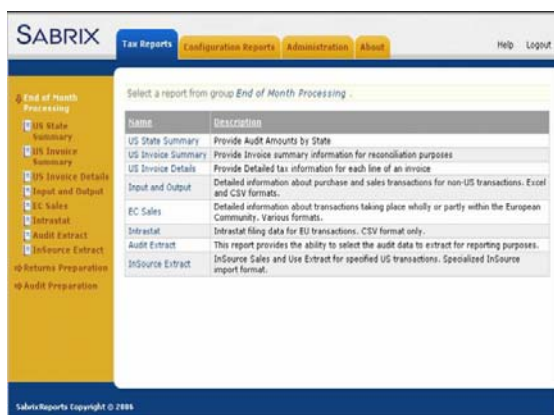 SABRIX
Tax Reports
Configuration Reports
Administration
About
Help
Logout
End of Month
Processing
US State
Summary
US Invoice
Summary
US Invoice Details
Input and Output
EC Sales
Intrastat
Audit Extract
InSource Extract
Returns Preparation
Audit Preparation
Select a report from group End of Month Processing .
Name Description
US State Summary Provide Audit Amounts by State
US Invoice Summary Provide Invoice summary information for reconciliation purposes
US Invoice Details Provide Detailed tax information for each line of an invoice
Input and Output Detailed information about purchase and sales transactions for non-US transactions. Excel
and CSV formats.
EC Sales Detailed information about transactions taking place wholly or partly within the European
Community. Various formats.
Intrastat Intrastat filing data for EU transactions. CSV format only.
Audit Extract This report provides the ability to select the audit data to extract for reporting purposes.
InSource Extract InSource Sales and Use Extract for specified US transactions. Specialized InSource
import format.
SabrixReports Copyright © 2006